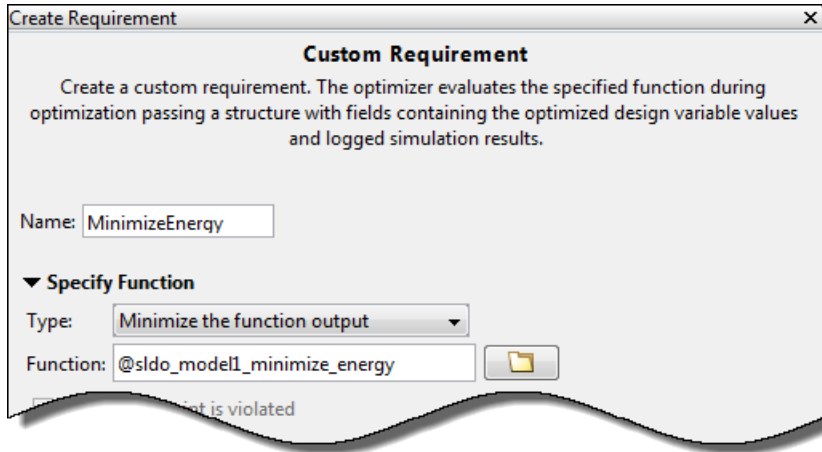 Create Requirement
Custom Requirement
Create a custom requirement. The optimizer evaluates the specified function during
optimization passing a structure with fields containing the optimized design variable values
and logged simulation results.
Name: MinimizeEnergy
Specify Function
Type: Minimize the function output
Function: @sldo_model1_minimize_energy
is violated